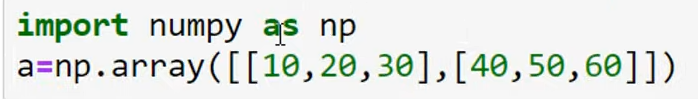 import numpy as np
a=np.array([[10,20,30],[40,50,60]])